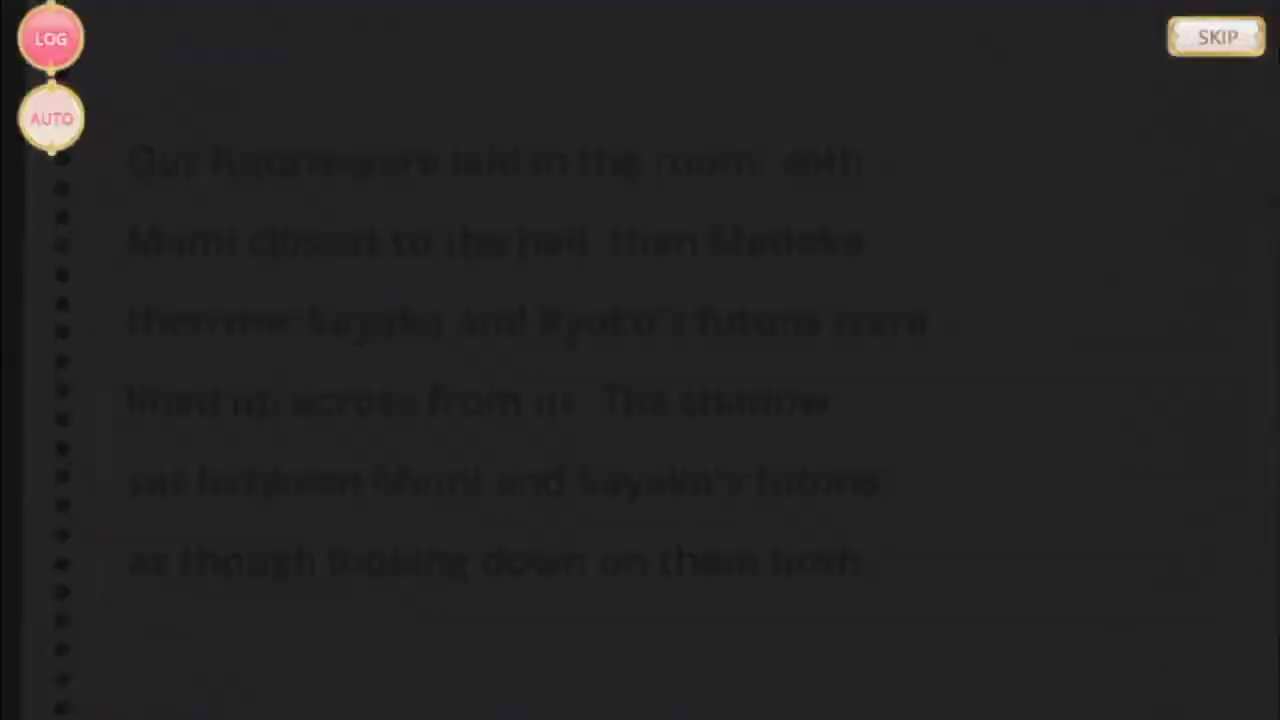 LOG
SKIP
AUTO
Our futons were laid in the room, with
Mami closest to the hall, then Madoka
then me. Sayaka and Kyoko's futons were
lined up across from us. The shadow
sat between Mami and Sayaka's futons
as though looking down on them both